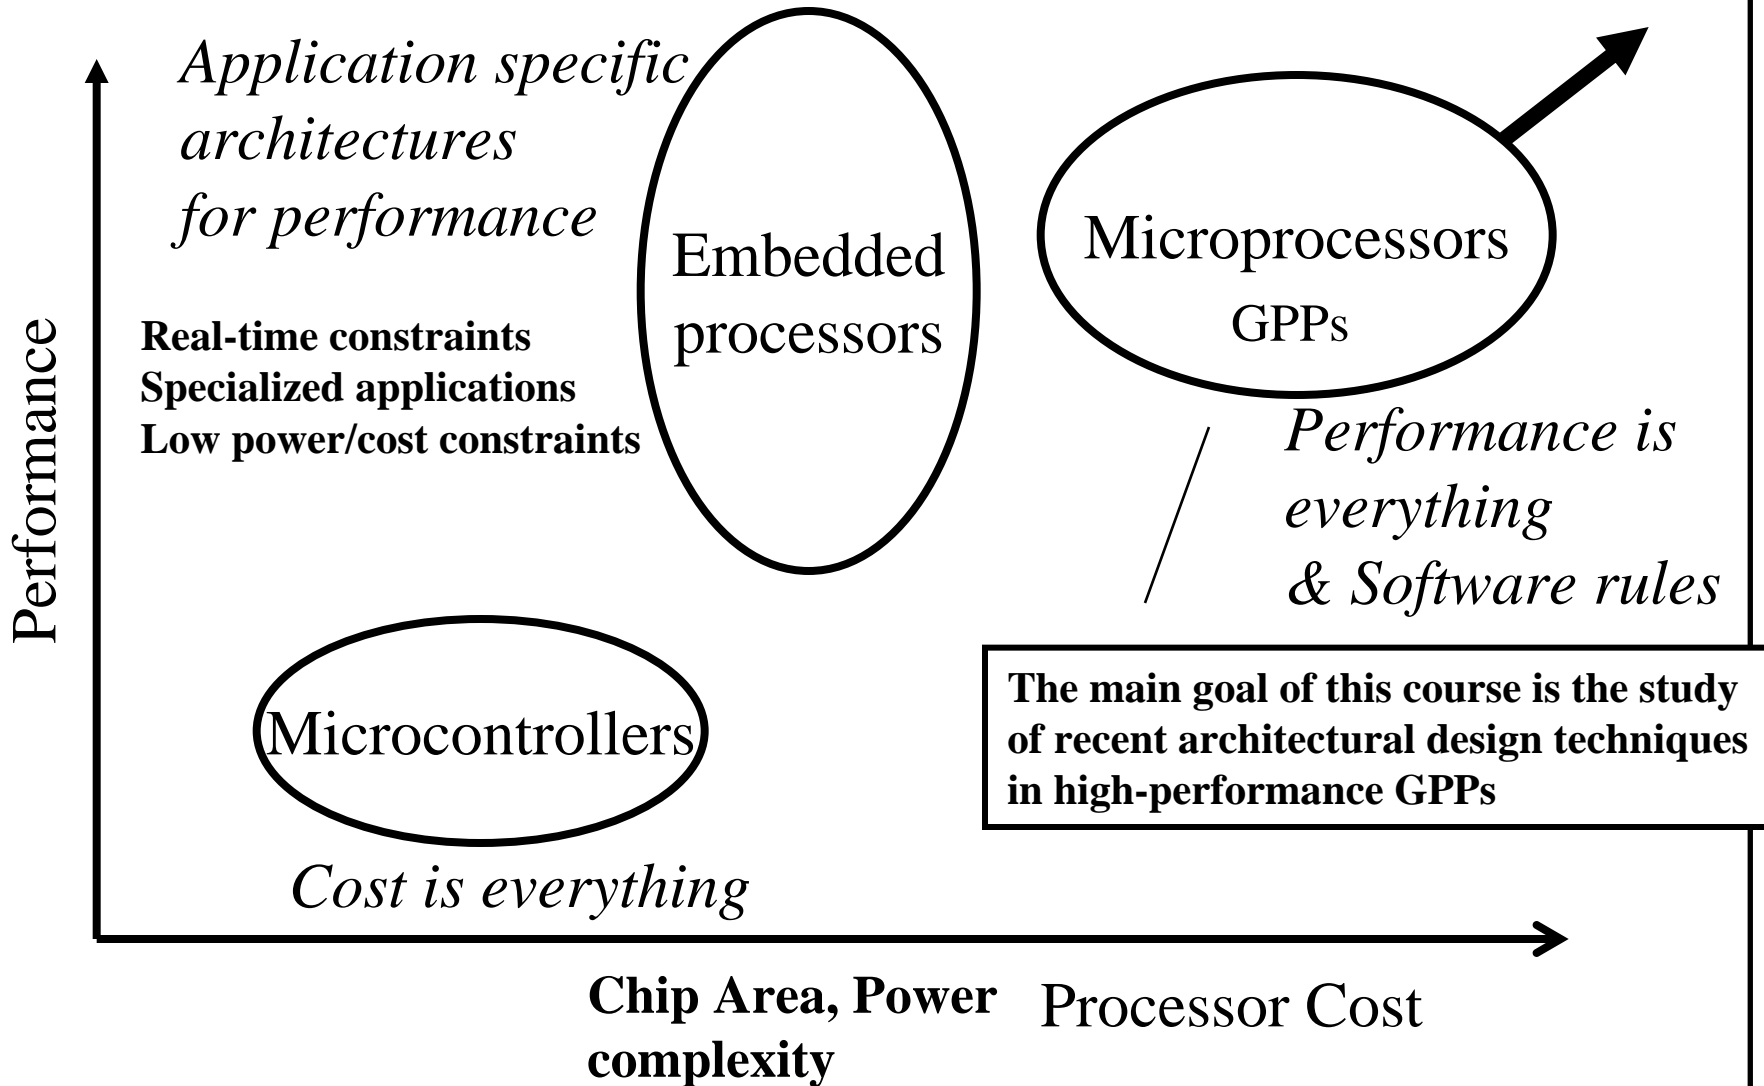 Application specific
architectures
for performance
Real-time constraints
Specialized applications
Low power/cost constraints
Embedded
processors
Microprocessors
GPPs
Performance is
everything
& Software rules
The main goal of this course is the study
of recent architectural design techniques
in high-performance GPPs
Microcontrollers
Cost is everything
Performance
Chip Area, Power
complexity
Processor Cost